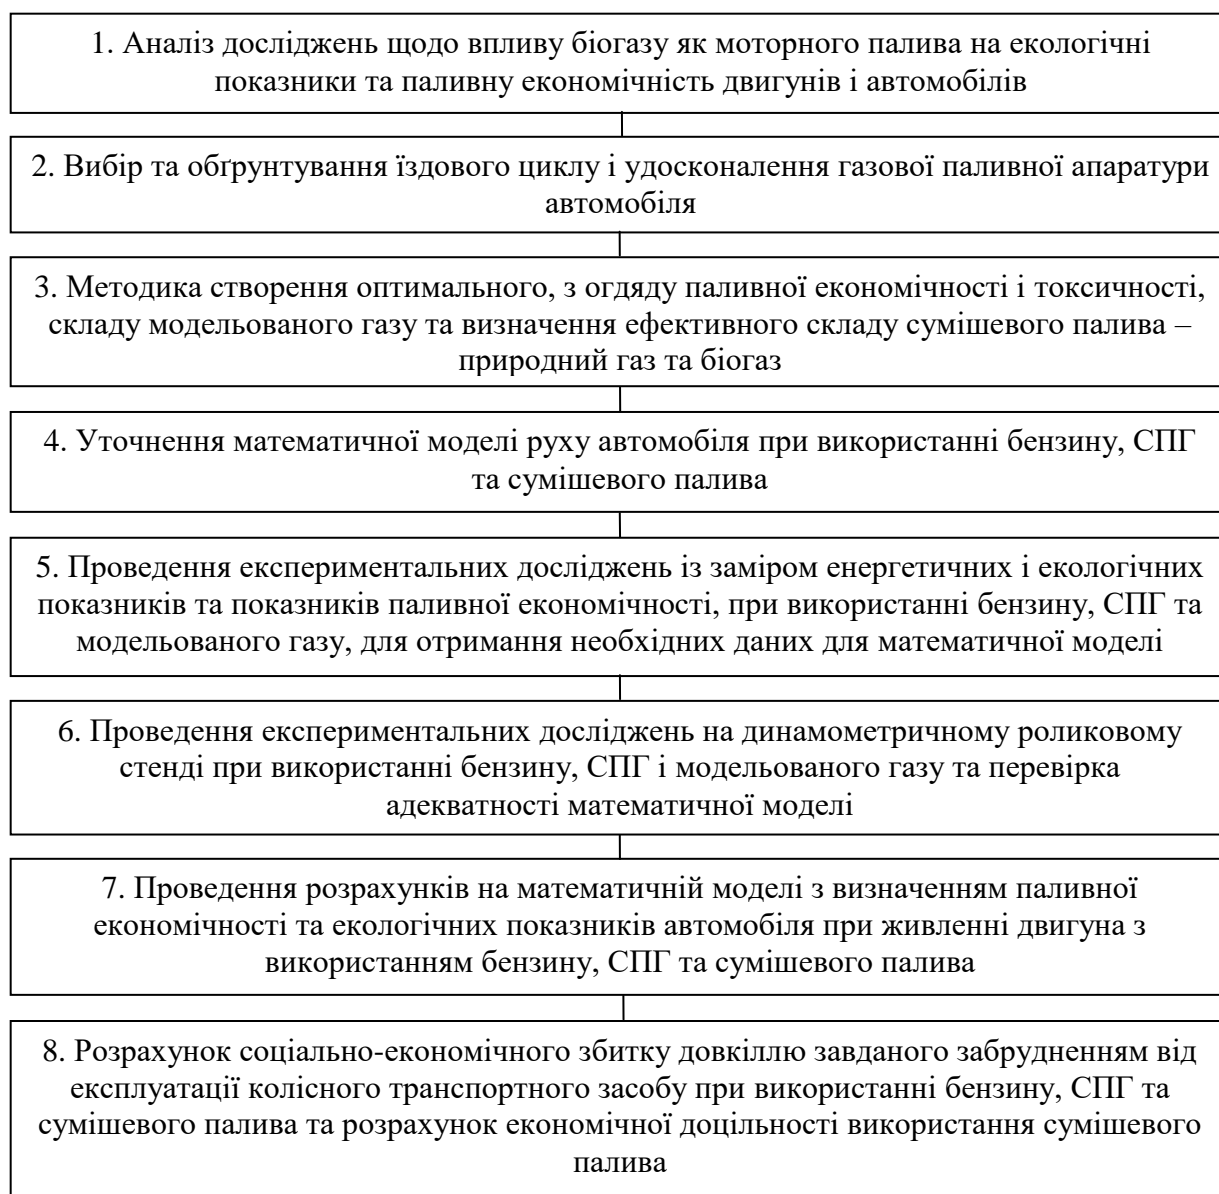 1. Аналіз досліджень щодо впливу біогазу як моторного палива на екологічні
показники та паливну економічність двигунів і автомобілів
2. Вибір та обґрунтування їздового циклу і удосконалення газової паливної апаратури
автомобіля
3. Методика створення оптимального, з огдяду паливної економічності і токсичності,
складу модельованого газу та визначення ефективного складу сумішевого палива –
природний газ та біогаз
4. Уточнення математичної моделі руху автомобіля при використанні бензину, СПГ
та сумішевого палива
5. Проведення експериментальних досліджень із заміром енергетичних і екологічних
показників та показників паливної економічності, при використанні бензину, СПГ та
модельованого газу, для отримання необхідних даних для математичної моделі
6. Проведення експериментальних досліджень на динамометричному роликовому
стенді при використанні бензину, СПГ і модельованого газу та перевірка
адекватності математичної моделі
7. Проведення розрахунків на математичній моделі з визначенням паливної
економічності та екологічних показників автомобіля при живленні двигуна з
використанням бензину, СПГ та сумішевого палива
8. Розрахунок соціально-економічного збитку довкіллю завданого забрудненням від
експлуатації колісного транспортного засобу при використанні бензину, СПГ та
сумішевого палива та розрахунок економічної доцільності використання сумішевого
палива